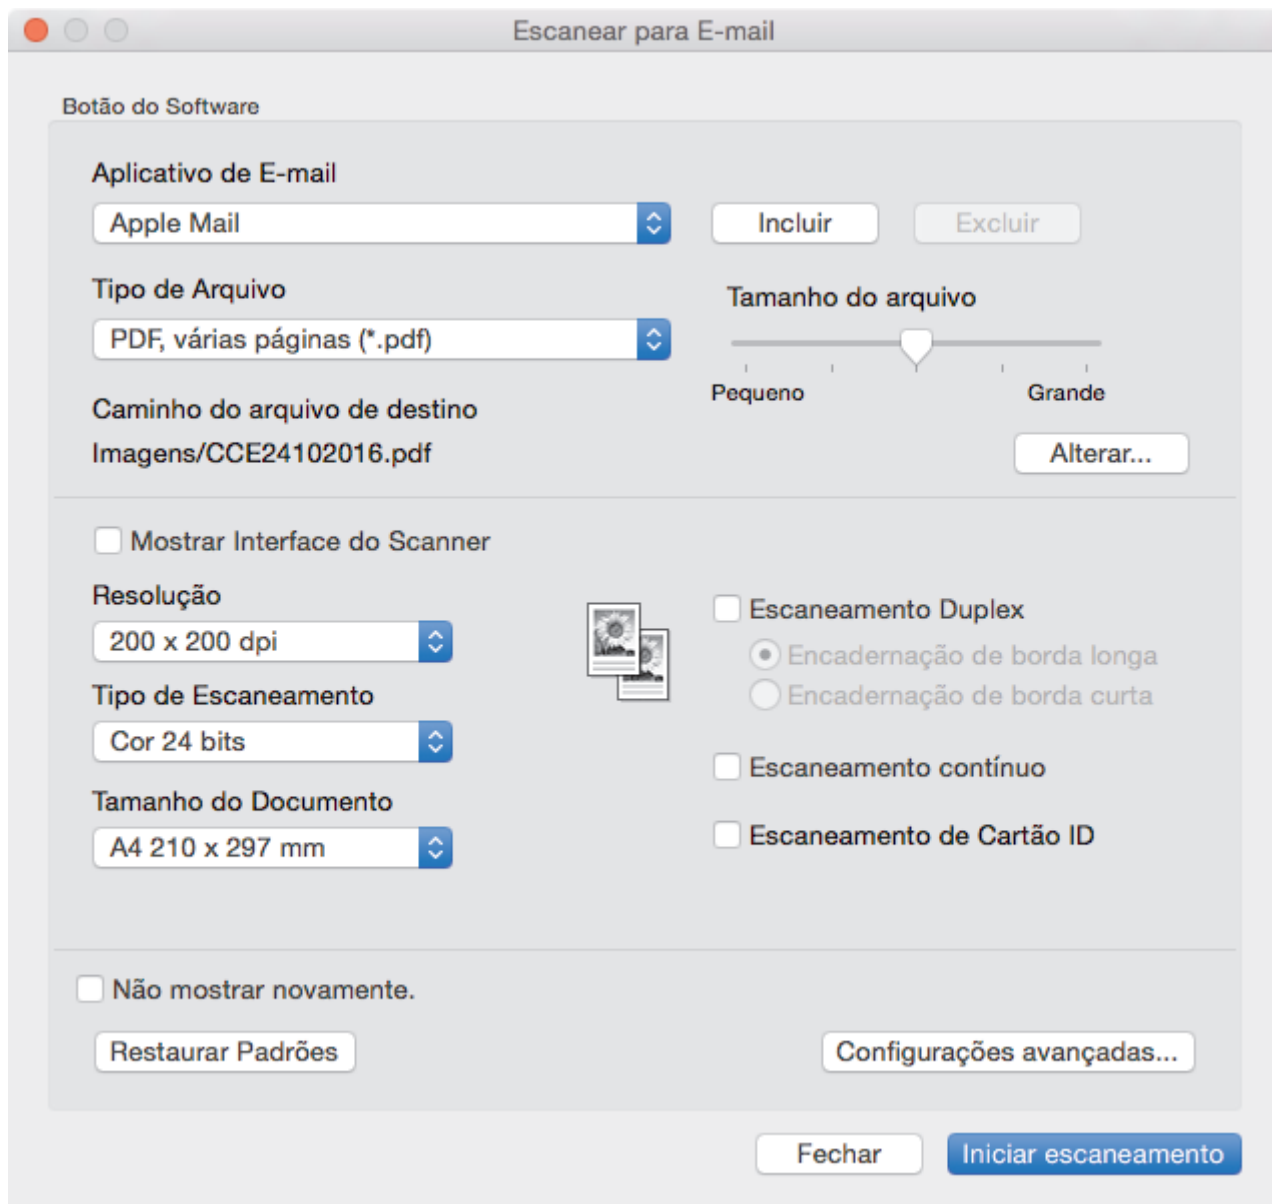 Escanear para E-mail
Botão do Software
Aplicativo de E-mail
Apple Mail
Incluir
Excluir
Tipo de Arquivo
Tamanho do arquivo
PDF, várias páginas (*.pdf)
Pequeno
Grande
Caminho do arquivo de destino
Imagens/CCE24102016.pdf
Alterar...
Mostrar Interface do Scanner
Resolução
200 x 200 dpi
Tipo de Escaneamento
Cor 24 bits
Tamanho do Documento
A4 210 x 297 mm
Escaneamento Duplex
Encadernação de borda longa
Encadernação de borda curta
Escaneamento contínuo
Escaneamento de Cartão ID
Não mostrar novamente.
Restaurar Padrões
Configurações avançadas...
Fechar
Iniciar escaneamento